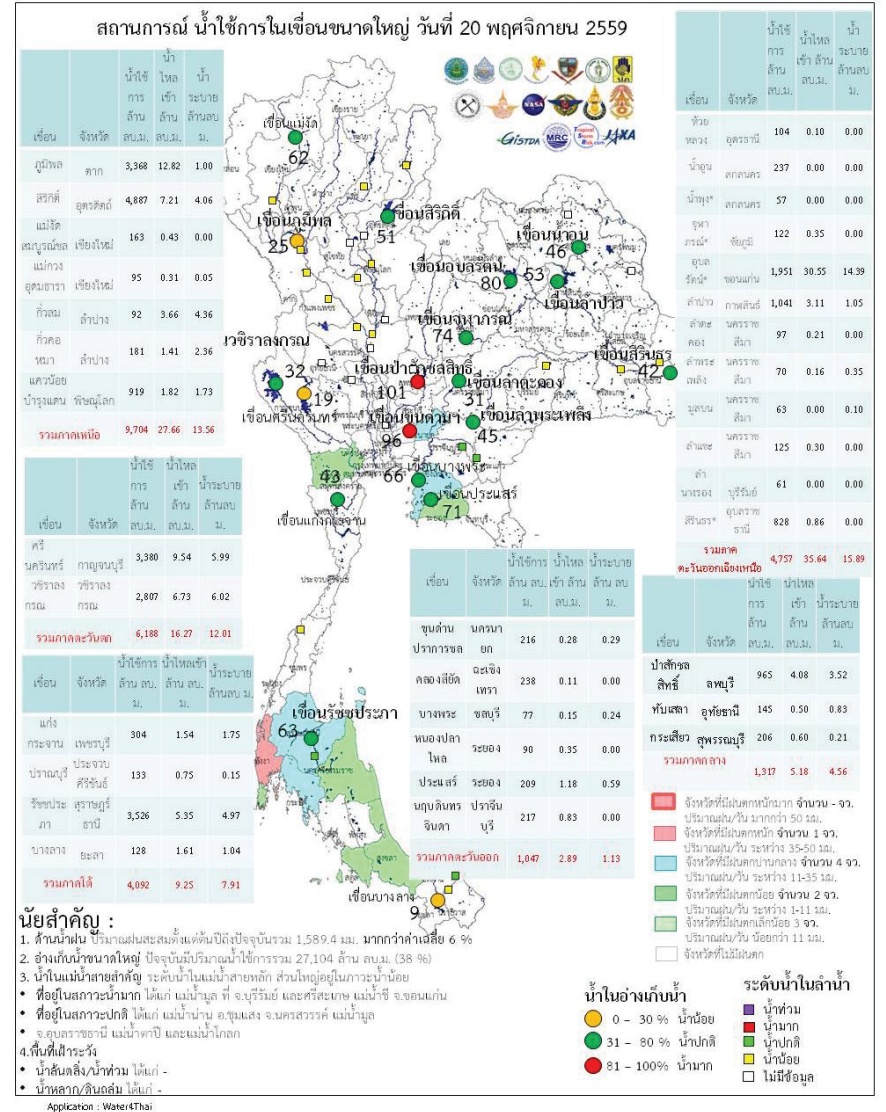 สถานการณ์ น้ำใช้การในเขื่อนขนาดใหญ่ วันที่ 20 พฤศจิกายน 2559
เขื่อน จังหวัด น้ำใช้การ ล้าน ลบ.ม. น้ำไหลเข้า ล้าน ลบ.ม. น้ำระบาย ล้านลบ ม.
ภูมิพล ตาก 3,368 12.82 1.00
สิริกิติ์ อุตรดิตถ์ 4,887 7.21 4.06
แม่งัดสมบูรณ์ชล เชียงใหม่ 163 0.43 0.00
แม่กวงอุดมธารา เชียงใหม่ 95 0.31 0.05
กิ่วลม ลำปาง 92 3.66 4.36
กิ่วคอหมา ลำปาง 181 1.41 2.36
แควน้อยบำรุงแดน พิษณุโลก 919 1.82 1.73
รวมภาคเหนือ 9,704 27.66 13.56
เขื่อน จังหวัด น้ำใช้การ ล้าน ลบ.ม. น้ำไหลเข้า ล้าน ลบ.ม. น้ำระบาย ล้านลบ ม.
ศรีนครินทร์ กาญจนบุรี 3,380 9.54 5.99
วชิราลงกรณ วชิราลงกรณ 2,807 6.73 6.02
รวมภาคตะวันตก 6,188 16.27 12.01
เขื่อน จังหวัด น้ำใช้การ ล้าน ลบ.ม. น้ำไหลเข้า ล้าน ลบ.ม. น้ำระบาย ล้านลบ ม.
แก่งกระจาน เพชรบุรี 304 1.54 1.75
ปราณบุรี ประจวบคีรีขันธ์ 133 0.75 0.15
รัชชประภา สุราษฎร์ธานี 3,526 5.35 4.97
บางลาง ยะลา 128 1.61 1.04
รวมภาคใต้ 4,092 9.25 7.91
เขื่อน จังหวัด น้ำใช้การ ล้าน ลบ.ม. น้ำไหลเข้า ล้าน ลบ.ม. น้ำระบาย ล้านลบ ม.
ห้วยหลวง อุดรธานี 104 0.10 0.00
น้ำอูน สกลนคร 237 0.00 0.00
น้ำพุง* สกลนคร 57 0.00 0.00
จุฬาภรณ์* ชัยภูมิ 122 0.35 0.00
อุบลรัตน์* ขอนแก่น 1,951 30.55 14.39
ลำปาว กาฬสินธุ์ 1,041 3.11 1.05
ลำตะคอง นครราชสีมา 97 0.21 0.00
ลำพระเพลิง นครราชสีมา 70 0.16 0.35
มูลบน นครราชสีมา 63 0.00 0.10
ลำแชะ นครราชสีมา 125 0.30 0.00
ลำนางรอง บุรีรัมย์ 61 0.00 0.00
สิรินธร* อุบลราชธานี 828 0.86 0.00
รวมภาคตะวันออกเฉียงเหนือ 4,757 35.64 15.89
เขื่อน จังหวัด น้ำใช้การ ล้าน ลบ.ม. น้ำไหลเข้า ล้าน ลบ.ม. น้ำระบาย ล้านลบ ม.
ป่าสักชลสิทธิ์ ลพบุรี 965 4.08 3.52
ทับเสลา อุทัยธานี 145 0.50 0.83
กระเสียว สุพรรณบุรี 206 0.60 0.21
รวมภาคกลาง 1,317 5.18 4.56
เขื่อน จังหวัด น้ำใช้การ ล้าน ลบ.ม. น้ำไหลเข้า ล้าน ลบ.ม. น้ำระบาย ล้าน ลบ ม.
ขุนด่านปราการชล นครนายก 216 0.28 0.29
คลองสียัด ฉะเชิงเทรา 238 0.11 0.00
บางพระ ชลบุรี 77 0.15 0.24
หนองปลาไหล ระยอง 90 0.35 0.00
ประแสร์ ระยอง 209 1.18 0.59
นฤบดินทรจินดา ปราจีนบุรี 217 0.83 0.00
รวมภาคตะวันออก 1,047 2.89 1.13
NASA
GISTDA MRC Tropical Storm Risk.com JAXA
เขื่อนแม่งัด 62
เขื่อนภูมิพล 25
เขื่อนสิริกิติ์ 51
เขื่อนน้ำอูน 46
เขื่อนอุบลรัตน์ 80
เขื่อนลำปาว 53
เขื่อนจุฬาภรณ์ 74
วชิราลงกรณ์ 32
เขื่อนศรีนครินทร์ 19
เขื่อนป่าสักชลสิทธิ์ 101
เขื่อนลำตะคอง 31
เขื่อนสิรินธร 42
เขื่อนขุนด่านฯ 96
เขื่อนลำพระเพลิง 45
เขื่อนบางพระ 66
เขื่อนประแสร์ 71
43 เขื่อนแก่งกระจาน
เขื่อนรัชชประภา 63
เขื่อนบางลาง 9
จังหวัดที่มีฝนตกหนักมาก จำนวน - จว.
ปริมาณฝน/วัน มากกว่า 50 มม.
จังหวัดที่มีฝนตกหนัก จำนวน 1 จว.
ปริมาณฝน/วัน ระหว่าง 35-50 มม.
จังหวัดที่มีฝนตกปานกลาง จำนวน 4 จว.
ปริมาณฝน/วัน ระหว่าง 11-35 มม.
จังหวัดที่มีฝนตกน้อย จำนวน 2 จว.
ปริมาณฝน/วัน ระหว่าง 1-11 มม.
จังหวัดที่มีฝนตกเล็กน้อย 3 จว.
ปริมาณฝน/วัน น้อยกว่า 11 มม.
จังหวัดที่ไม่มีฝนตก
นัยสำคัญ :
1. ด้านน้ำฝน ปริมาณฝนสะสมตั้งแต่ต้นปีถึงปัจจุบันรวม 1,589.4 มม. มากกว่าค่าเฉลี่ย 6 %
2. อ่างเก็บน้ำขนาดใหญ่ ปัจจุบันมีปริมาณน้ำใช้การรวม 27,104 ล้าน ลบ.ม. (38 %)
3. น้ำในแม่น้ำสายสำคัญ ระดับน้ำในแม่น้ำสายหลัก ส่วนใหญ่อยู่ในภาวะน้ำน้อย
• ที่อยู่ในสภาวะน้ำมาก ได้แก่ แม่น้ำมูล ที่ จ.บุรีรัมย์ และศรีสะเกษ แม่น้ำชี จ.ขอนแก่น
• ที่อยู่ในสภาวะปกติ ได้แก่ แม่น้ำน่าน อ.ชุมแสง จ.นครสวรรค์ แม่น้ำมูล
• จ.อุบลราชธานี แม่น้ำตาปี และแม่น้ำโกลก
4.พื้นที่เฝ้าระวัง
• น้ำล้นตลิ่ง/น้ำท่วม ได้แก่ -
• น้ำหลาก/ดินถล่ม ได้แก่ -
น้ำในอ่างเก็บน้ำ
0 - 30 % น้ำน้อย
31 - 80 % น้ำปกติ
81 - 100% น้ำมาก
ระดับน้ำในลำน้ำ
น้ำท่วม
น้ำมาก
น้ำปกติ
น้ำน้อย
ไม่มีข้อมูล
Application : Water4Thai